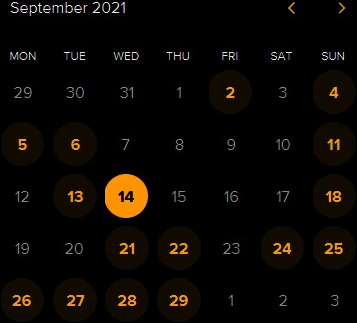 September 2021 < >
MON TUE WED THU FRI SAT SUN
29 30 31 1 2 3 4
5 6 7 8 9 10 11
12 13 14 15 16 17 18
19 20 21 22 23 24 25
26 27 28 29 1 2 3